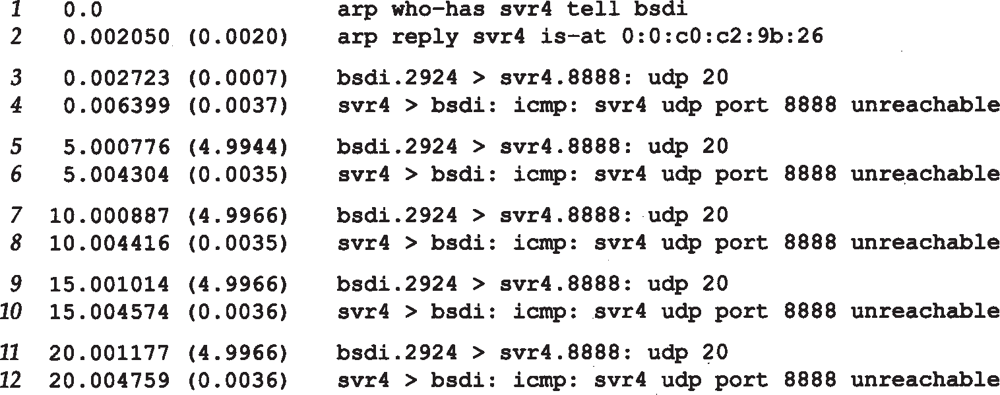 1 0.0 arp who-has svr4 tell bsdi
2 0.002050 (0.0020) arp reply svr4 is-at 0:0:c0:c2:9b:26
3 0.002723 (0.0007) bsdi.2924 > svr4.8888: udp 20
4 0.006399 (0.0037) svr4 > bsdi: icmp: svr4 udp port 8888 unreachable
5 5.000776 (4.9944) bsdi.2924 > svr4.8888: udp 20
6 5.004304 (0.0035) svr4 > bsdi: icmp: svr4 udp port 8888 unreachable
7 10.000887 (4.9966) bsdi.2924 > svr4.8888: udp 20
8 10.004416 (0.0035) svr4 > bsdi: icmp: svr4 udp port 8888 unreachable
9 15.001014 (4.9966) bsdi.2924 > svr4.8888: udp 20
10 15.004574 (0.0036) svr4 > bsdi: icmp: svr4 udp port 8888 unreachable
11 20.001177 (4.9966) bsdi.2924 > svr4.8888: udp 20
12 20.004759 (0.0036) svr4 > bsdi: icmp: svr4 udp port 8888 unreachable